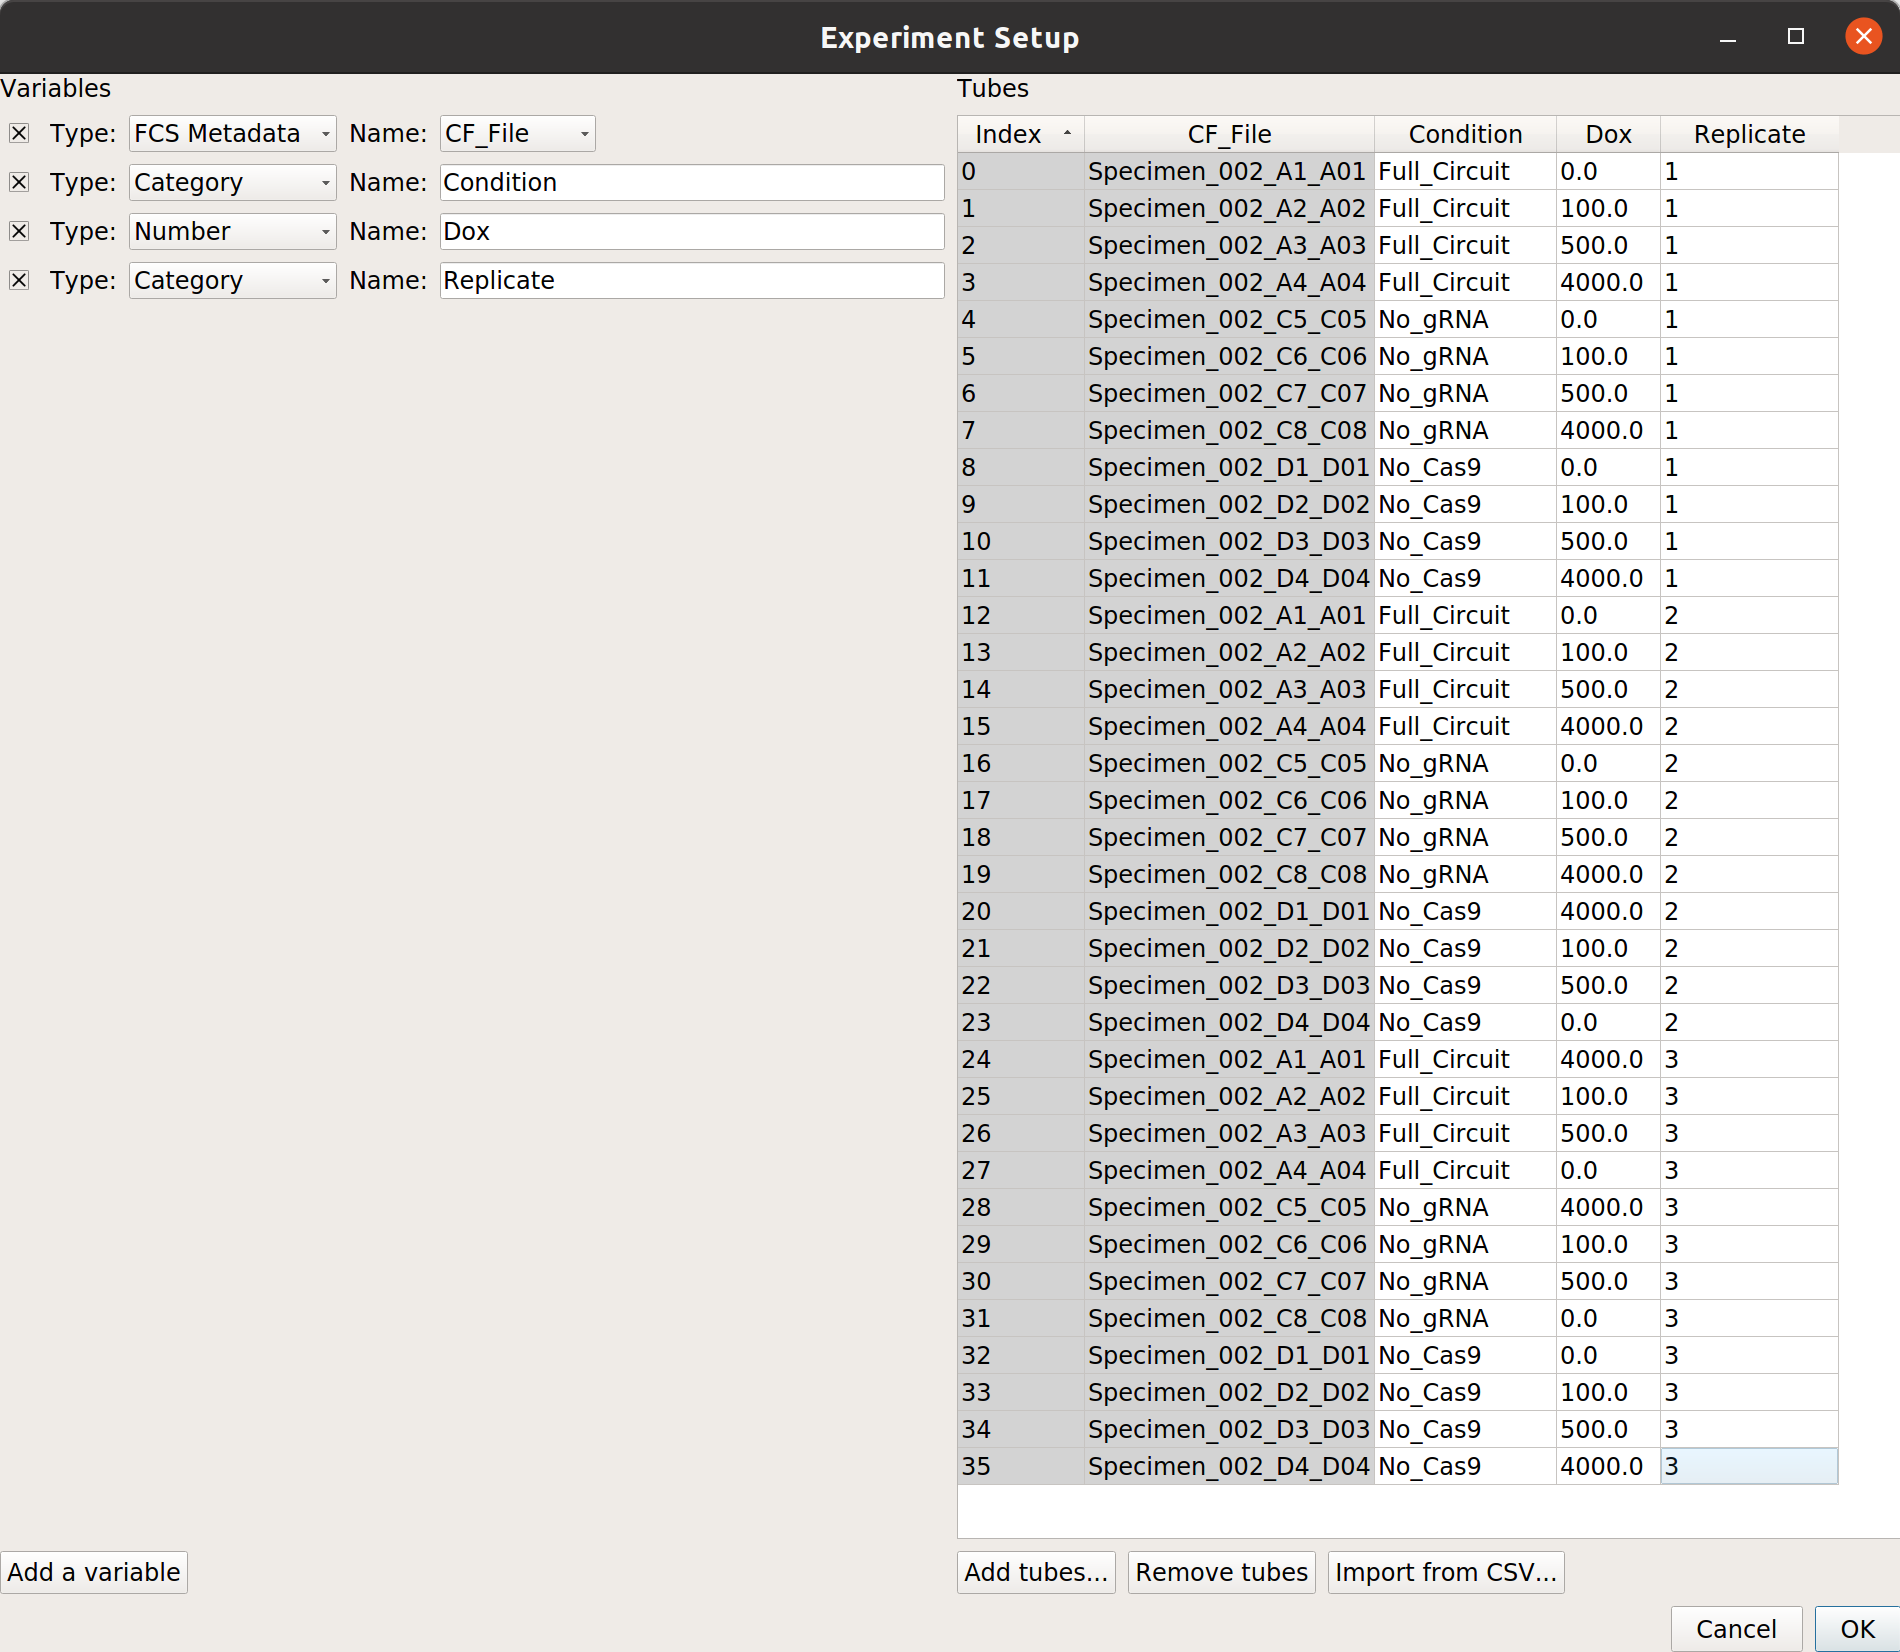 Experiment Setup
Variables
Type: FCS Metadata Name: CF_File
Type: Category Name: Condition
Type: Number Name: Dox
Type: Category Name: Replicate
Add a variable
Tubes
Index CF_File Condition Dox Replicate
0 Specimen_002_A1_A01 Full_Circuit 0.0 1
1 Specimen_002_A2_A02 Full_Circuit 100.0 1
2 Specimen_002_A3_A03 Full_Circuit 500.0 1
3 Specimen_002_A4_A04 Full_Circuit 4000.0 1
4 Specimen_002_C5_C05 No_gRNA 0.0 1
5 Specimen_002_C6_C06 No_gRNA 100.0 1
6 Specimen_002_C7_C07 No_gRNA 500.0 1
7 Specimen_002_C8_C08 No_gRNA 4000.0 1
8 Specimen_002_D1_D01 No_Cas9 0.0 1
9 Specimen_002_D2_D02 No_Cas9 100.0 1
10 Specimen_002_D3_D03 No_Cas9 500.0 1
11 Specimen_002_D4_D04 No_Cas9 4000.0 1
12 Specimen_002_A1_A01 Full_Circuit 0.0 2
13 Specimen_002_A2_A02 Full_Circuit 100.0 2
14 Specimen_002_A3_A03 Full_Circuit 500.0 2
15 Specimen_002_A4_A04 Full_Circuit 4000.0 2
16 Specimen_002_C5_C05 No_gRNA 0.0 2
17 Specimen_002_C6_C06 No_gRNA 100.0 2
18 Specimen_002_C7_C07 No_gRNA 500.0 2
19 Specimen_002_C8_C08 No_gRNA 4000.0 2
20 Specimen_002_D1_D01 No_Cas9 4000.0 2
21 Specimen_002_D2_D02 No_Cas9 100.0 2
22 Specimen_002_D3_D03 No_Cas9 500.0 2
23 Specimen_002_D4_D04 No_Cas9 0.0 2
24 Specimen_002_A1_A01 Full_Circuit 4000.0 3
25 Specimen_002_A2_A02 Full_Circuit 100.0 3
26 Specimen_002_A3_A03 Full_Circuit 500.0 3
27 Specimen_002_A4_A04 Full_Circuit 0.0 3
28 Specimen_002_C5_C05 No_gRNA 4000.0 3
29 Specimen_002_C6_C06 No_gRNA 100.0 3
30 Specimen_002_C7_C07 No_gRNA 500.0 3
31 Specimen_002_C8_C08 No_gRNA 0.0 3
32 Specimen_002_D1_D01 No_Cas9 0.0 3
33 Specimen_002_D2_D02 No_Cas9 100.0 3
34 Specimen_002_D3_D03 No_Cas9 500.0 3
35 Specimen_002_D4_D04 No_Cas9 4000.0 3
Add tubes... Remove tubes Import from CSV...
Cancel OK